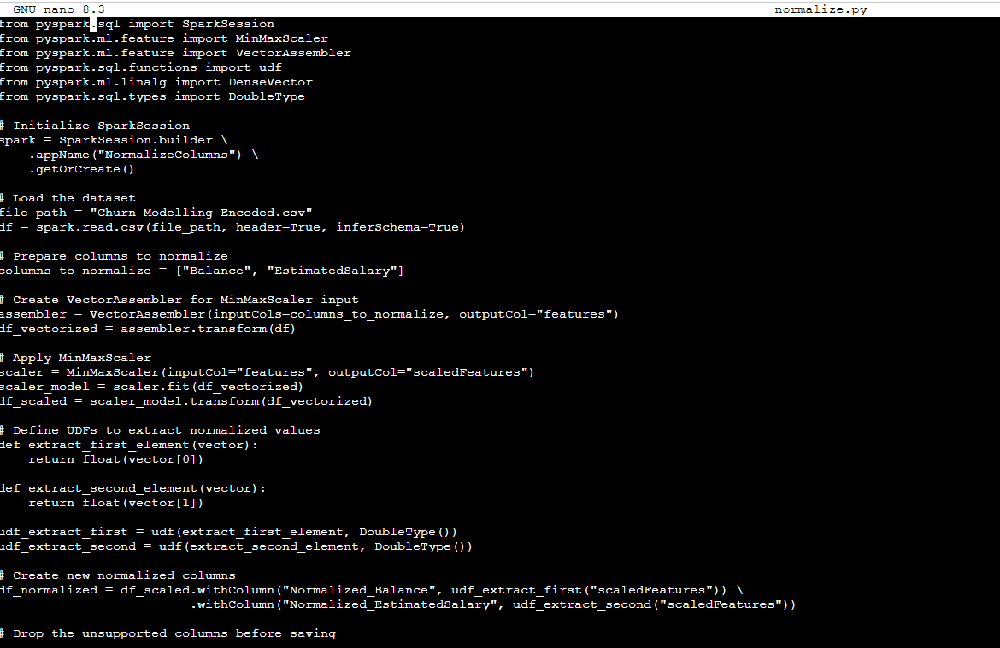 GNU nano 8.3 normalize.py
from pyspark.sql import SparkSession
from pyspark.ml.feature import MinMaxScaler
from pyspark.ml.feature import VectorAssembler
from pyspark.sql.functions import udf
from pyspark.ml.linalg import DenseVector
from pyspark.sql.types import DoubleType

# Initialize SparkSession
spark = SparkSession.builder \
    .appName("NormalizeColumns") \
    .getOrCreate()

# Load the dataset
file_path = "Churn_Modelling_Encoded.csv"
df = spark.read.csv(file_path, header=True, inferSchema=True)

# Prepare columns to normalize
columns_to_normalize = ["Balance", "EstimatedSalary"]

# Create VectorAssembler for MinMaxScaler input
assembler = VectorAssembler(inputCols=columns_to_normalize, outputCol="features")
df_vectorized = assembler.transform(df)

# Apply MinMaxScaler
scaler = MinMaxScaler(inputCol="features", outputCol="scaledFeatures")
scaler_model = scaler.fit(df_vectorized)
df_scaled = scaler_model.transform(df_vectorized)

# Define UDFs to extract normalized values
def extract_first_element(vector):
    return float(vector[0])

def extract_second_element(vector):
    return float(vector[1])

udf_extract_first = udf(extract_first_element, DoubleType())
udf_extract_second = udf(extract_second_element, DoubleType())

# Create new normalized columns
df_normalized = df_scaled.withColumn("Normalized_Balance", udf_extract_first("scaledFeatures")) \
                         .withColumn("Normalized_EstimatedSalary", udf_extract_second("scaledFeatures"))

# Drop the unsupported columns before saving